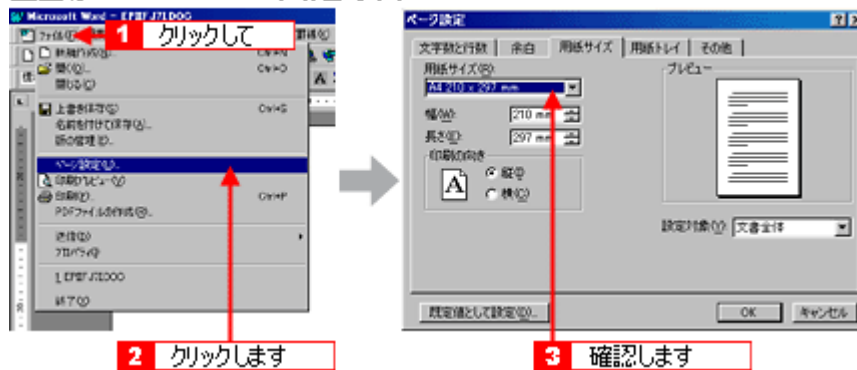 Microsoft Word - EPBF J71.DOC
ファイル(F)
1 クリックして
新規作成(N)... Ctrl+N
開く(O)... Ctrl+O
閉じる(C)
上書き保存(S) Ctrl+S
名前を付けて保存(A)...
版の管理(E)...
ページ設定(U)...
印刷プレビュー(V)
印刷(P)... Ctrl+P
PDFファイルの作成(R)...
送信(D)
プロパティ(I)
終了(X)
2 クリックします
ページ設定
文字数と行数 余白 用紙サイズ 用紙トレイ その他
用紙サイズ(R):
A4 210 x 297 mm
幅(W): 210 mm
長さ(E): 297 mm
印刷の向き
A
縦(T)
横(C)
プレビュー
設定対象(Y): 文書全体
既定値として設定(D)...
OK キャンセル
3 確認します